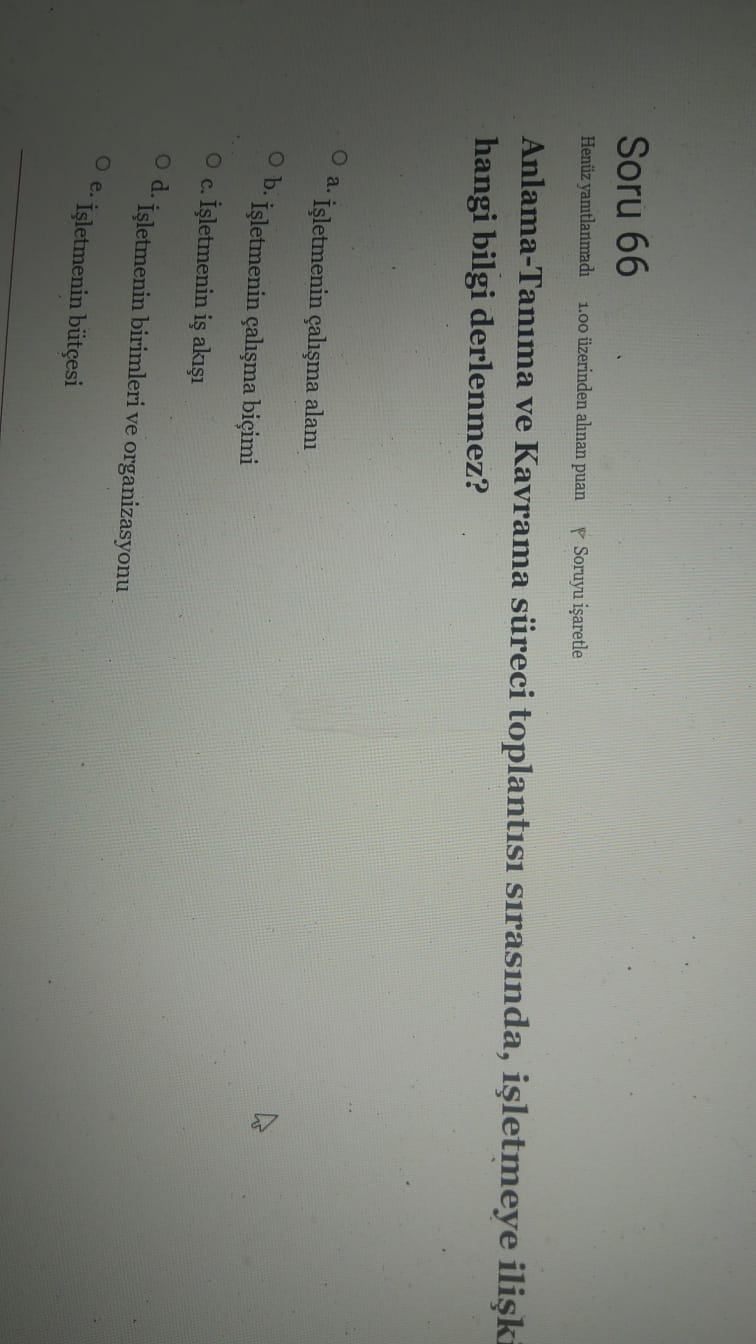 Soru 66
Henüz yanıtlanmadı 1.00 üzerinden alınan puan Soruyu işaretle
Anlama-Tanıma ve Kavrama süreci toplantısı sırasında, işletmeye ilişki
hangi bilgi derlenmez?
a. İşletmenin çalışma alanı
b. İşletmenin çalışma biçimi
c. İşletmenin iş akışı
d. İşletmenin birimleri ve organizasyonu
e. İşletmenin bütçesi